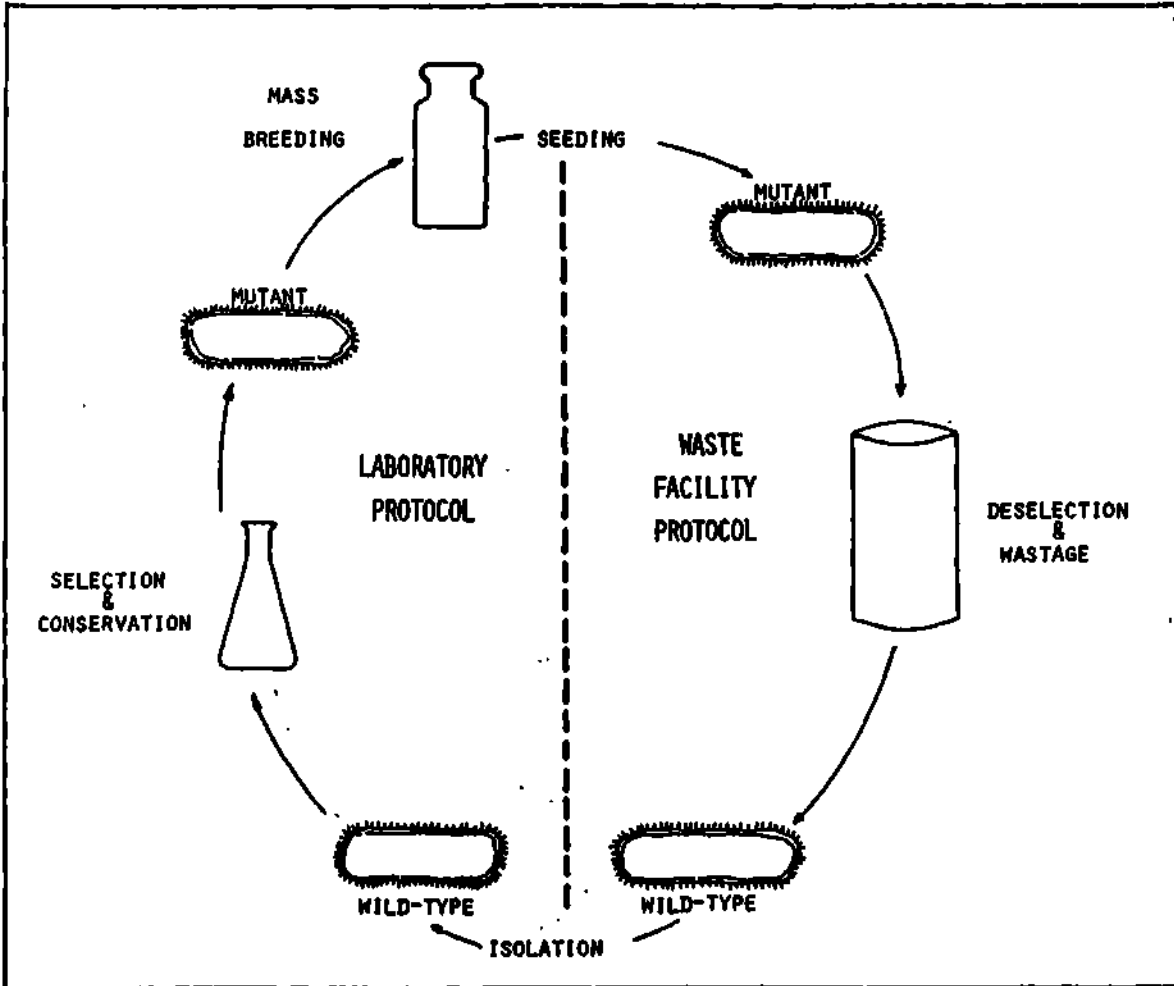 MASS
BREEDING
SEEDING
MUTANT
MUTANT
LABORATORY
PROTOCOL
WASTE
FACILITY
PROTOCOL
DESELECTION
&
WASTAGE
SELECTION
&
CONSERVATION
WILD-TYPE
WILD-TYPE
ISOLATION